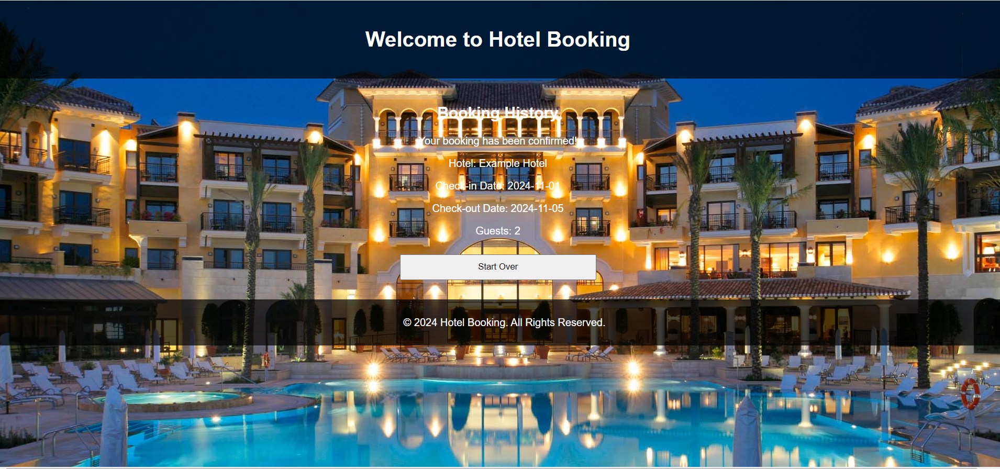 Welcome to Hotel Booking
Booking History
Your booking has been confirmed!
Hotel: Example Hotel
Check-in Date: 2024-11-01
Check-out Date: 2024-11-05
Guests: 2
Start Over
© 2024 Hotel Booking. All Rights Reserved.